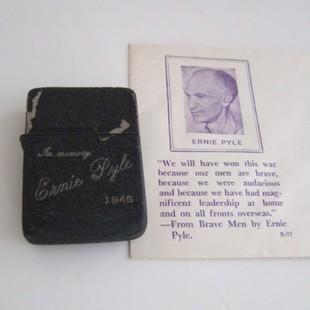 In memory
Ernie Pyle
1945
ERNIE PYLE
"We will have won this war
because our men are brave,
because we were audacious
and because we have had mag-
nificent leadership at home
and on all fronts overseas."
—From Brave Men by Ernie
Pyle.
B-97